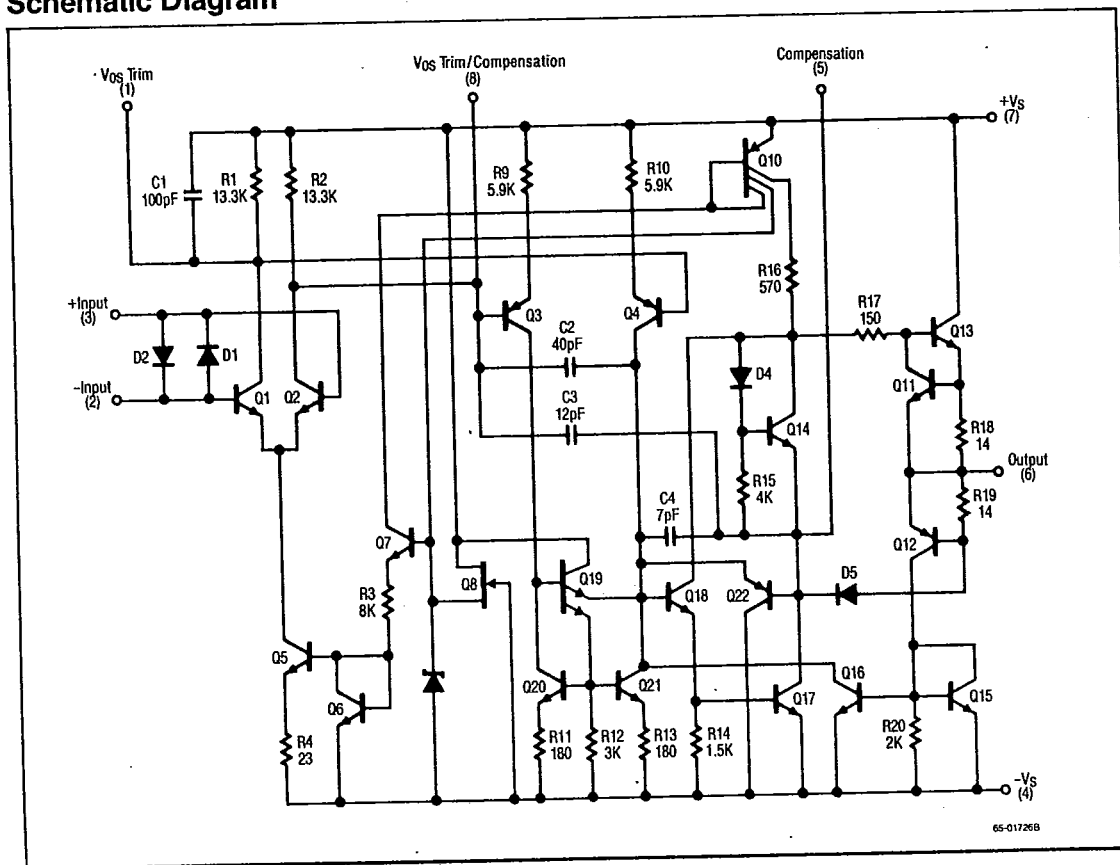 Schematic Diagram
VOS Trim
(1)
VOS Trim/Compensation
(8)
Compensation
(5)
+VS
(7)
C1
100pF
R1
13.3K
R2
13.3K
R9
5.9K
R10
5.9K
Q10
R16
570
+Input
(3)
D2
D1
-Input
(2)
Q1
Q2
Q3
Q4
C2
40pF
C3
12pF
D4
Q14
R15
4K
R17
150
Q13
Q11
R18
14
Output
(6)
R19
14
Q12
C4
7pF
D5
Q7
R3
8K
Q8
Q19
Q18
Q22
Q5
Q6
R4
23
Q20
Q21
Q17
Q16
Q15
R11
180
R12
3K
R13
180
R14
1.5K
R20
2K
-VS
(4)
65-01726B